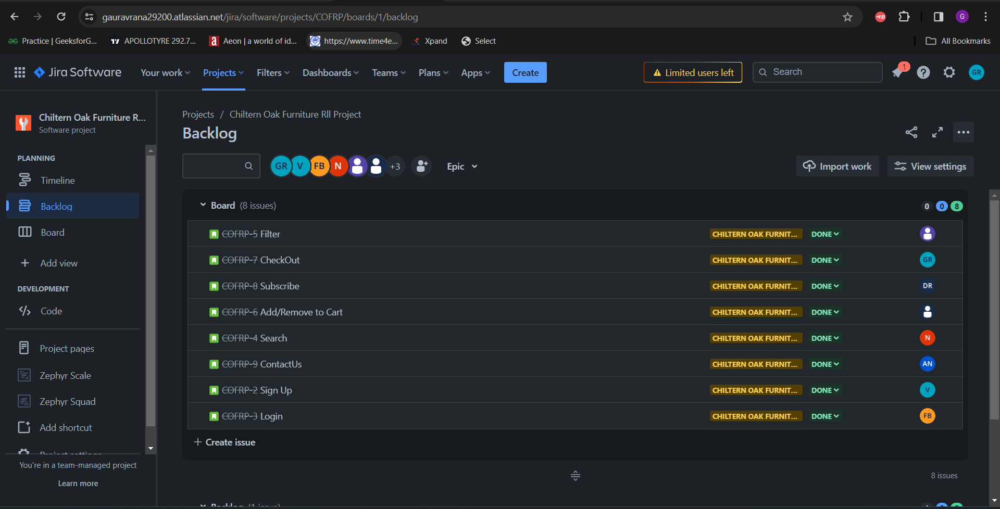 gauravrana29200.atlassian.net/jira/software/projects/COFRP/boards/1/backlog
G
Practice | GeeksforG...
APOLLOTYRE 292.7...
a Aeon | a world of id...
https://www.time4e...
Xpand
Select
All Bookmarks
Jira Software
Your work
Projects
Filters
Dashboards
Teams
Plans
Apps
Create
Limited users left
Search
1
GR
Chiltern Oak Furniture R...
Software project
PLANNING
Timeline
Backlog
Board
Add view
DEVELOPMENT
Code
Project pages
Zephyr Scale
Zephyr Squad
Add shortcut
Project settings
You're in a team-managed project
Learn more
Projects / Chiltern Oak Furniture Rll Project
Backlog
GR V FB N +3
Epic
Import work
View settings
Board (8 issues) 0 0 8
COFRP-5 Filter CHILTERN OAK FURNIT... DONE
COFRP-7 CheckOut CHILTERN OAK FURNIT... DONE GR
COFRP-8 Subscribe CHILTERN OAK FURNIT... DONE DR
COFRP-6 Add/Remove to Cart CHILTERN OAK FURNIT... DONE
COFRP-4 Search CHILTERN OAK FURNIT... DONE N
COFRP-9 ContactUs CHILTERN OAK FURNIT... DONE AN
COFRP-2 Sign Up CHILTERN OAK FURNIT... DONE V
COFRP-3 Login CHILTERN OAK FURNIT... DONE FB
+ Create issue
8 issues
Backlog (1 issue)